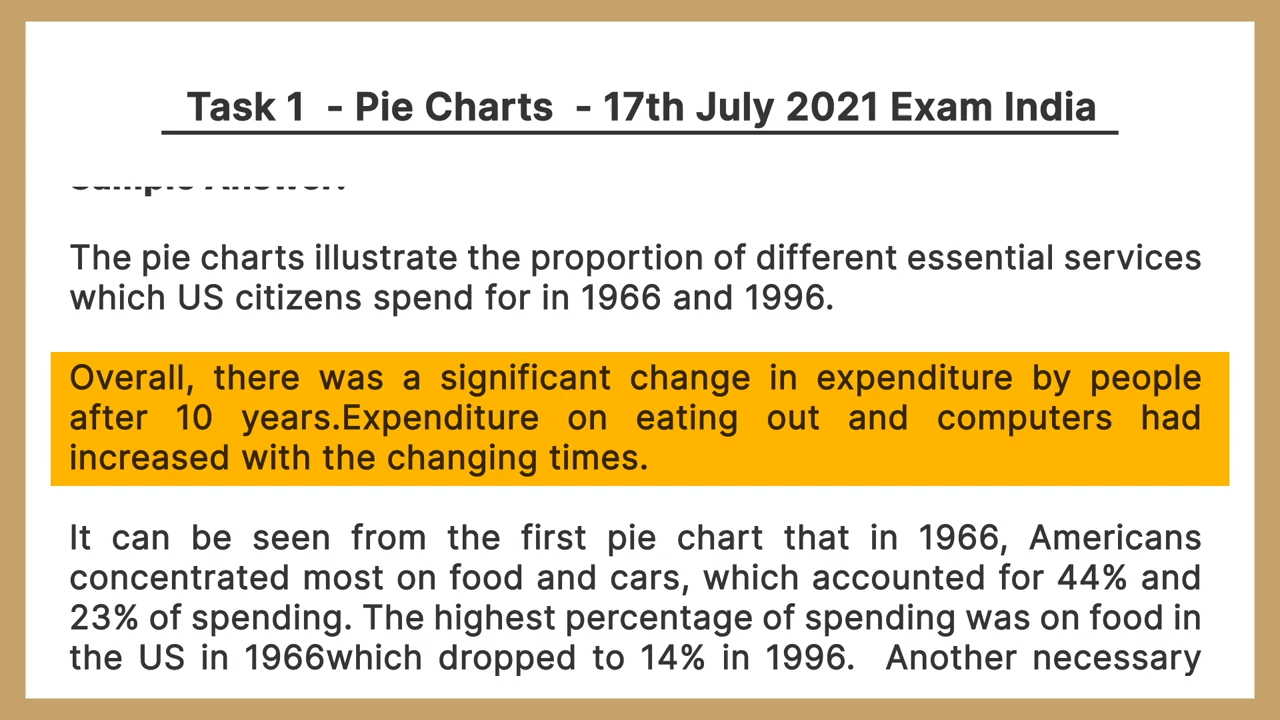 Task 1 - Pie Charts - 17th July 2021 Exam India
Sample Answer:
The pie charts illustrate the proportion of different essential services
which US citizens spend for in 1966 and 1996.
Overall, there was a significant change in expenditure by people
after 10 years.Expenditure on eating out and computers had
increased with the changing times.
It can be seen from the first pie chart that in 1966, Americans
concentrated most on food and cars, which accounted for 44% and
23% of spending. The highest percentage of spending was on food in
the US in 1966which dropped to 14% in 1996. Another necessary